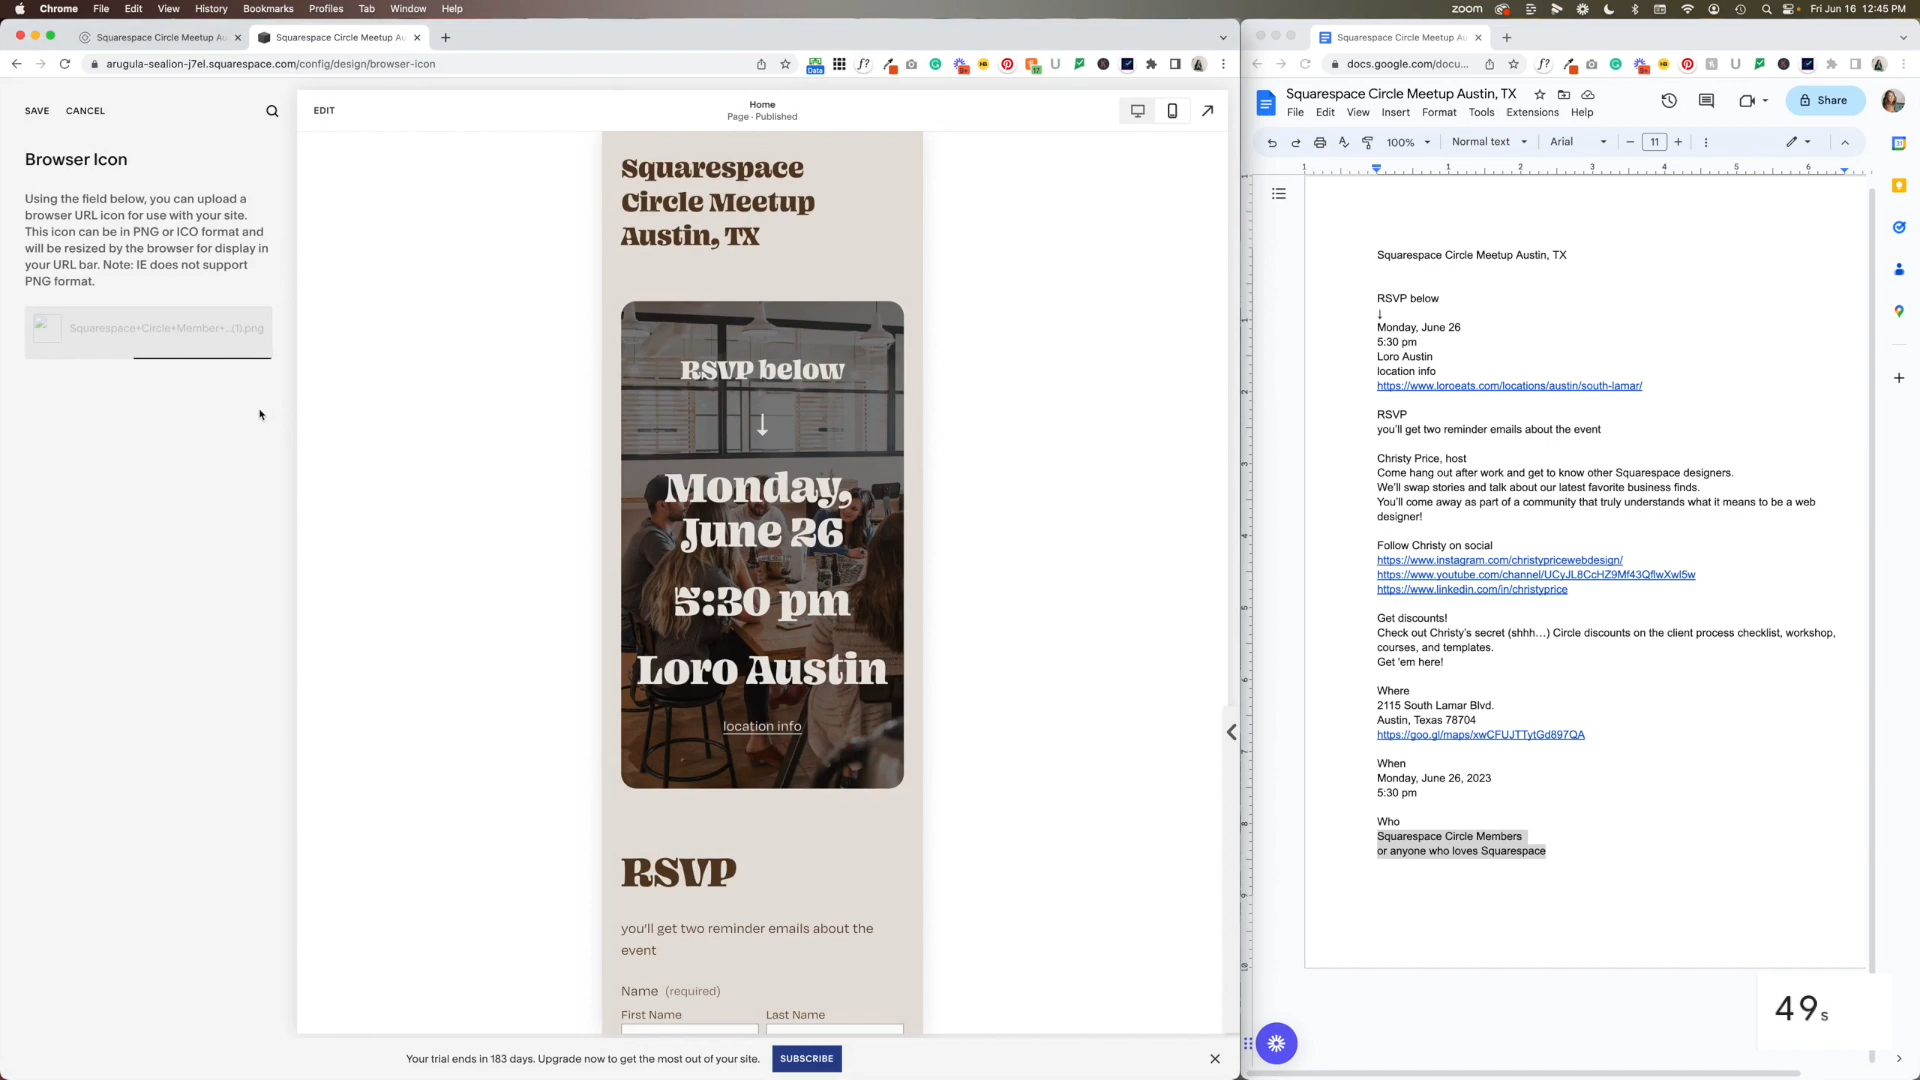 Chrome File Edit View History Bookmarks Profiles Tab Window Help
zoom
Fri Jun 16 12:45 PM
Squarespace Circle Meetup Au
Squarespace Circle Meetup Au
arugula-sealion-j7el.squarespace.com/config/design/browser-icon
SAVE CANCEL
Browser Icon
Using the field below, you can upload a
browser URL icon for use with your site.
This icon can be in PNG or ICO format and
will be resized by the browser for display in
your URL bar. Note: IE does not support
PNG format.
Squarespace+Circle+Member+...(1).png
EDIT
Home
Page · Published
Squarespace
Circle Meetup
Austin, TX
RSVP below
↓
Monday,
June 26
5:30 pm
Loro Austin
location info
RSVP
you'll get two reminder emails about the
event
Name (required)
First Name Last Name
Your trial ends in 183 days. Upgrade now to get the most out of your site.
SUBSCRIBE
Squarespace Circle Meetup Au
docs.google.com/docu...
Squarespace Circle Meetup Austin, TX
File Edit View Insert Format Tools Extensions Help
Share
100% Normal text Arial 11
1 1 2 3 4 5 6
Squarespace Circle Meetup Austin, TX
RSVP below
↓
Monday, June 26
5:30 pm
Loro Austin
location info
https://www.loroeats.com/locations/austin/south-lamar/
RSVP
you'll get two reminder emails about the event
Christy Price, host
Come hang out after work and get to know other Squarespace designers.
We'll swap stories and talk about our latest favorite business finds.
You'll come away as part of a community that truly understands what it means to be a web
designer!
Follow Christy on social
https://www.instagram.com/christypricewebdesign/
https://www.youtube.com/channel/UCyJL8CcHZ9Mf43QflwXwI5w
https://www.linkedin.com/in/christyprice
Get discounts!
Check out Christy's secret (shhh...) Circle discounts on the client process checklist, workshop,
courses, and templates.
Get 'em here!
Where
2115 South Lamar Blvd.
Austin, Texas 78704
https://goo.gl/maps/xwCFUJTTytGd897QA
When
Monday, June 26, 2023
5:30 pm
Who
Squarespace Circle Members
or anyone who loves Squarespace
49s